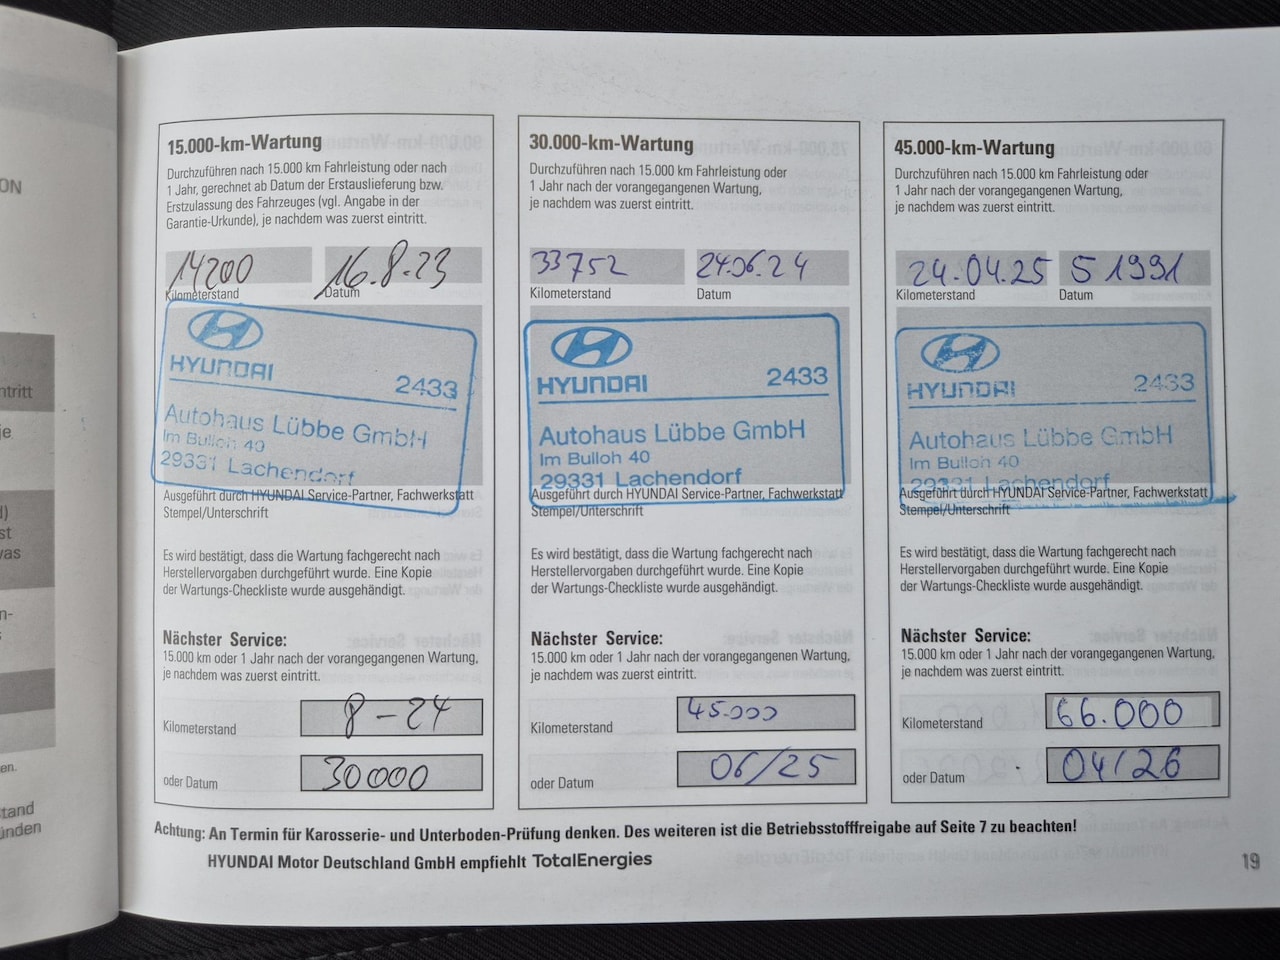 ON
ntritt
je
d)
st
vas
n-
s
en.
stand
ünden
15.000-km-Wartung
Durchzuführen nach 15.000 km Fahrleistung oder nach
1 Jahr, gerechnet ab Datum der Erstauslieferung bzw.
Erstzulassung des Fahrzeuges (vgl. Angabe in der
Garantie-Urkunde), je nachdem was zuerst eintritt.
14200 16.8.23
Kilometerstand Datum
HYUNDAI
2433
Autohaus Lübbe GmbH
Im Bulloh 40
29331 Lachendorf
Ausgeführt durch HYUNDAI Service-Partner, Fachwerkstatt
Stempel/Unterschrift
Es wird bestätigt, dass die Wartung fachgerecht nach
Herstellervorgaben durchgeführt wurde. Eine Kopie
der Wartungs-Checkliste wurde ausgehändigt.
Nächster Service:
15.000 km oder 1 Jahr nach der vorangegangenen Wartung,
je nachdem was zuerst eintritt.
Kilometerstand 8-24
oder Datum 30000
30.000-km-Wartung
Durchzuführen nach 15.000 km Fahrleistung oder
1 Jahr nach der vorangegangenen Wartung,
je nachdem was zuerst eintritt.
33752 24.06.24
Kilometerstand Datum
HYUNDAI
2433
Autohaus Lübbe GmbH
Im Bulloh 40
29331 Lachendorf
Ausgeführt durch HYUNDAI Service-Partner, Fachwerkstatt
Stempel/Unterschrift
Es wird bestätigt, dass die Wartung fachgerecht nach
Herstellervorgaben durchgeführt wurde. Eine Kopie
der Wartungs-Checkliste wurde ausgehändigt.
Nächster Service:
15.000 km oder 1 Jahr nach der vorangegangenen Wartung,
je nachdem was zuerst eintritt.
Kilometerstand 45.000
oder Datum 06/25
45.000-km-Wartung
Durchzuführen nach 15.000 km Fahrleistung oder
1 Jahr nach der vorangegangenen Wartung,
je nachdem was zuerst eintritt.
24.04.25 51991
Kilometerstand Datum
HYUNDAI
2433
Autohaus Lübbe GmbH
Im Bulloh 40
29331 Lachendorf
Ausgeführt durch HYUNDAI Service-Partner, Fachwerkstatt
Stempel/Unterschrift
Es wird bestätigt, dass die Wartung fachgerecht nach
Herstellervorgaben durchgeführt wurde. Eine Kopie
der Wartungs-Checkliste wurde ausgehändigt.
Nächster Service:
15.000 km oder 1 Jahr nach der vorangegangenen Wartung,
je nachdem was zuerst eintritt.
Kilometerstand 66.000
oder Datum 04/26
Achtung: An Termin für Karosserie- und Unterboden-Prüfung denken. Des weiteren ist die Betriebsstofffreigabe auf Seite 7 zu beachten!
HYUNDAI Motor Deutschland GmbH empfiehlt TotalEnergies
19